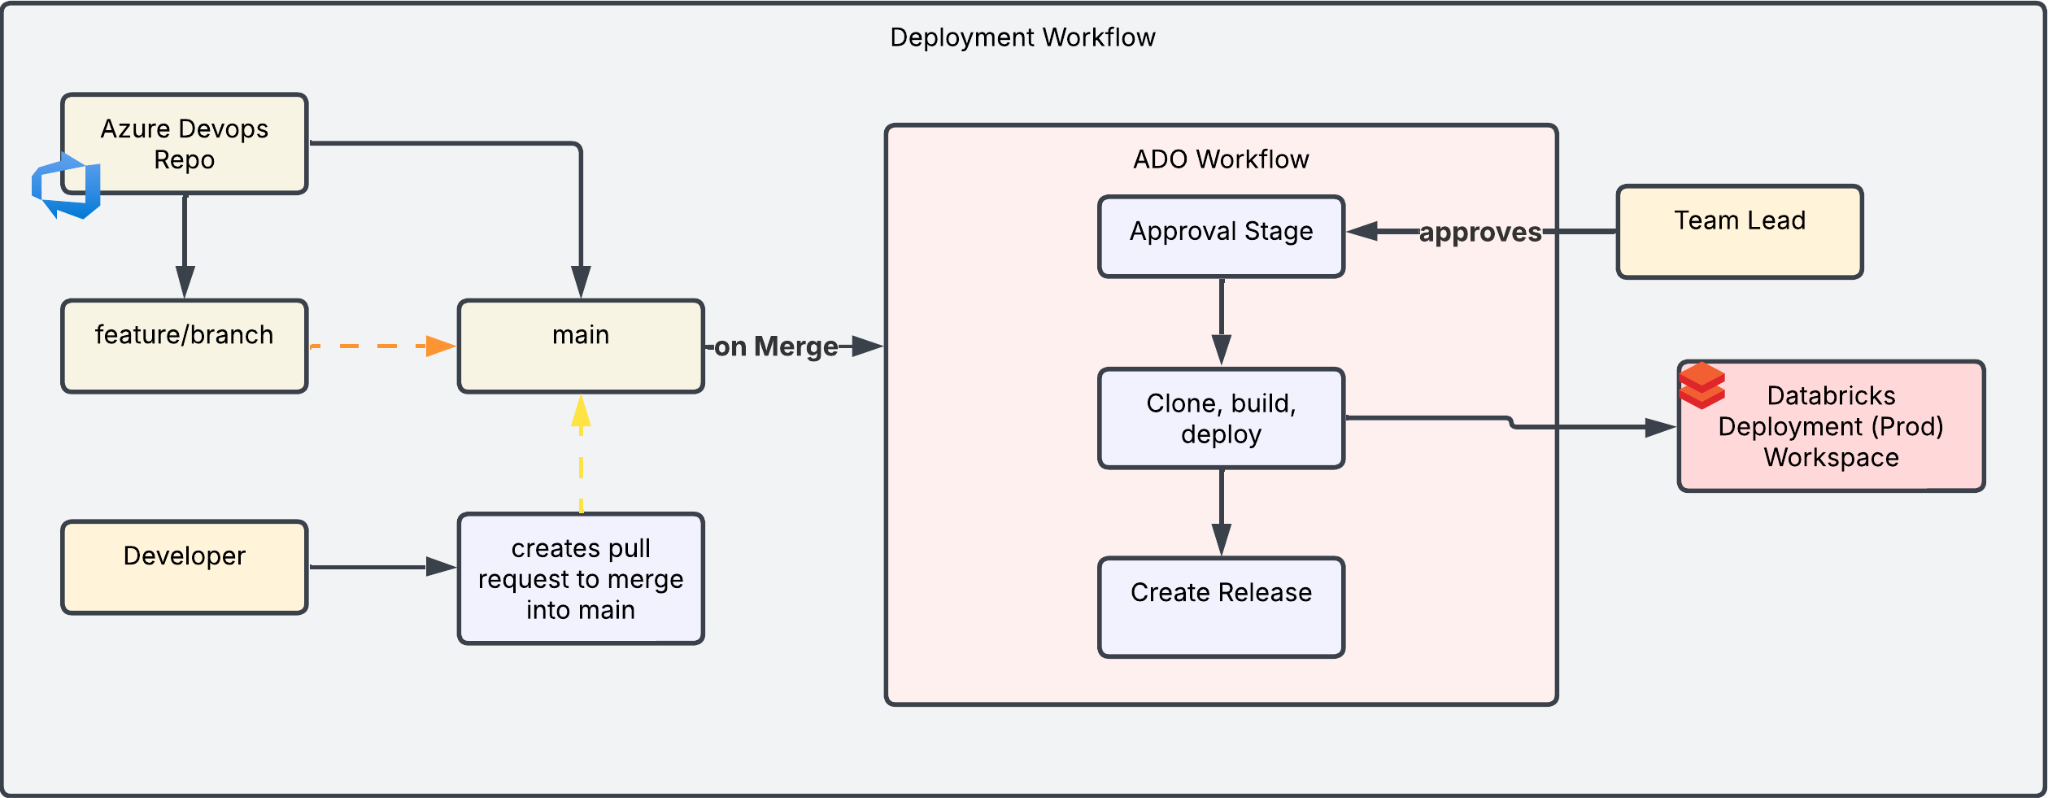 Deployment Workflow
Azure Devops
Repo
feature/branch
main
on Merge
Developer
creates pull
request to merge
into main
ADO Workflow
Approval Stage
approves
Team Lead
Clone, build,
deploy
Databricks
Deployment (Prod)
Workspace
Create Release